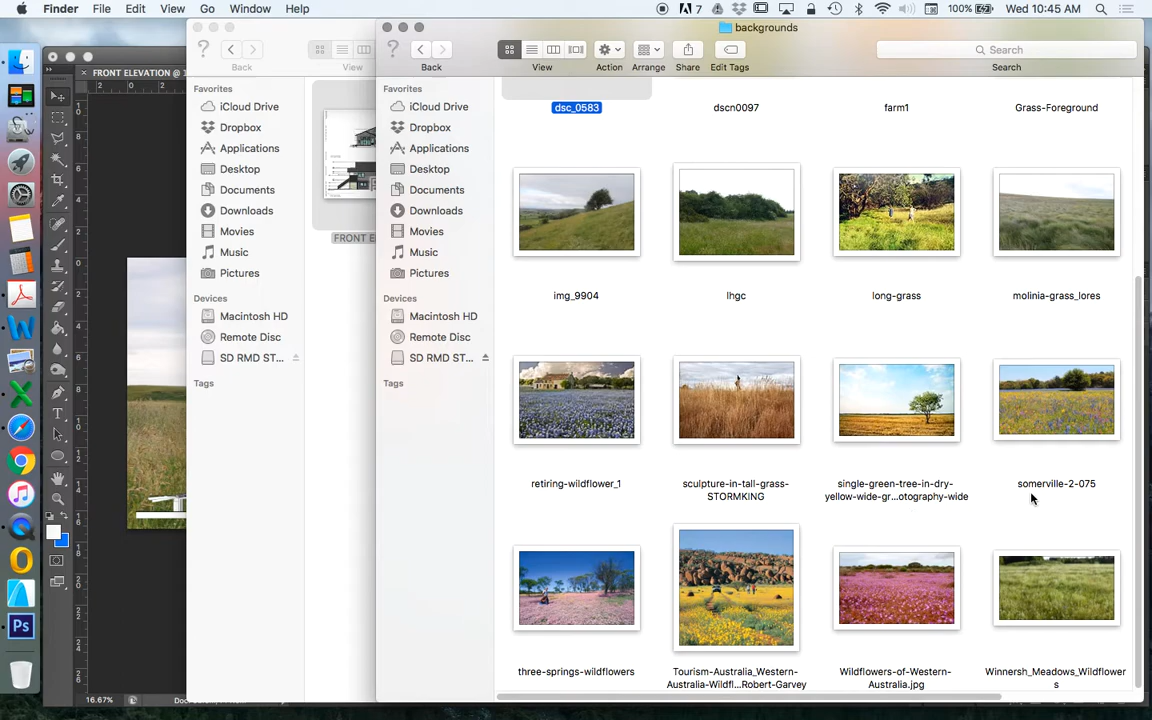 Finder File Edit View Go Window Help
7 100% Wed 10:45 AM
backgrounds
FRONT ELEVATION @ 1
Back View
Back View Action Arrange Share Edit Tags Search
Search
Favorites
iCloud Drive
Dropbox
Applications
Desktop
Documents
Downloads
Movies
Music
Pictures
Devices
Macintosh HD
Remote Disc
SD RMD ST...
Tags
FRONT E
Favorites
iCloud Drive
Dropbox
Applications
Desktop
Documents
Downloads
Movies
Music
Pictures
Devices
Macintosh HD
Remote Disc
SD RMD ST...
Tags
dsc_0583 dscn0097 farm1 Grass-Foreground
img_9904 lhgc long-grass molinia-grass_lores
retiring-wildflower_1 sculpture-in-tall-grass-STORMKING single-green-tree-in-dry-yellow-wide-gr...otography-wide somerville-2-075
three-springs-wildflowers Tourism-Australia_Western-Australia-Wildfl...Robert-Garvey Wildflowers-of-Western-Australia.jpg Winnersh_Meadows_Wildflowers
16.67%
Ps